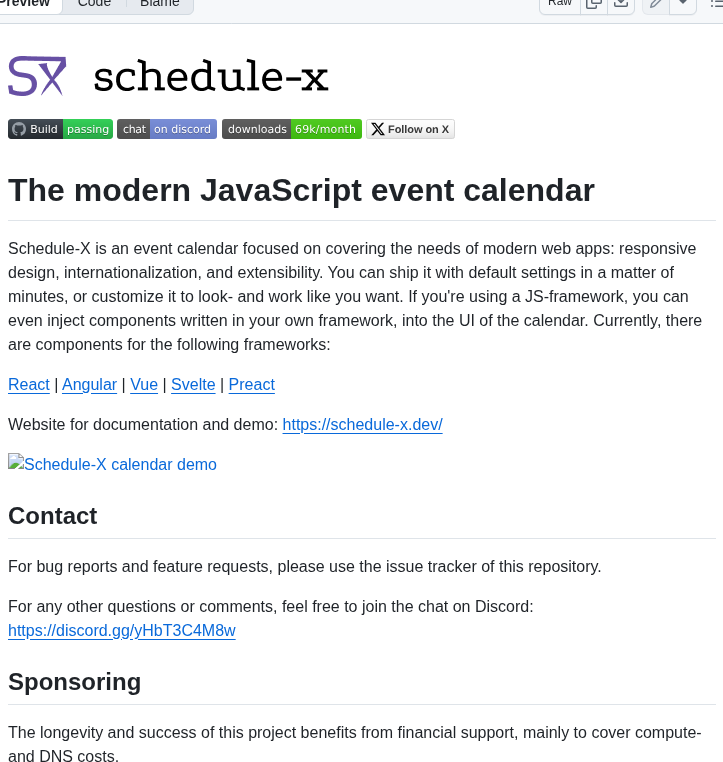 Preview Code Blame Raw
SX schedule-x
Build passing chat on discord downloads 69k/month Follow on X
The modern JavaScript event calendar
Schedule-X is an event calendar focused on covering the needs of modern web apps: responsive
design, internationalization, and extensibility. You can ship it with default settings in a matter of
minutes, or customize it to look- and work like you want. If you're using a JS-framework, you can
even inject components written in your own framework, into the UI of the calendar. Currently, there
are components for the following frameworks:
React | Angular | Vue | Svelte | Preact
Website for documentation and demo: https://schedule-x.dev/
Schedule-X calendar demo
Contact
For bug reports and feature requests, please use the issue tracker of this repository.
For any other questions or comments, feel free to join the chat on Discord:
https://discord.gg/yHbT3C4M8w
Sponsoring
The longevity and success of this project benefits from financial support, mainly to cover compute-
and DNS costs.